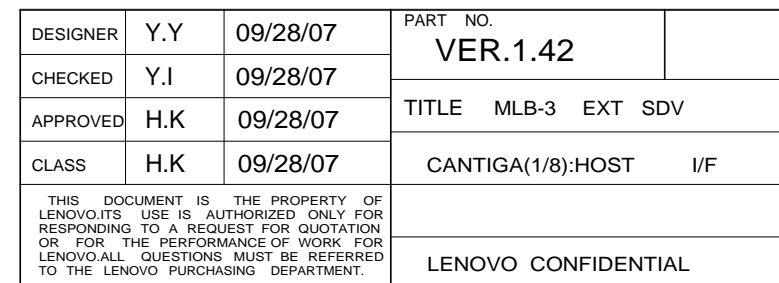 DESIGNER Y.Y 09/28/07
CHECKED Y.I 09/28/07
APPROVED H.K 09/28/07
CLASS H.K 09/28/07
THIS DOCUMENT IS THE PROPERTY OF
LENOVO.ITS USE IS AUTHORIZED ONLY FOR
RESPONDING TO A REQUEST FOR QUOTATION
OR FOR THE PERFORMANCE OF WORK FOR
LENOVO.ALL QUESTIONS MUST BE REFERRED
TO THE LENOVO PURCHASING DEPARTMENT.
PART NO.
VER.1.42
TITLE MLB-3 EXT SDV
CANTIGA(1/8):HOST I/F
LENOVO CONFIDENTIAL